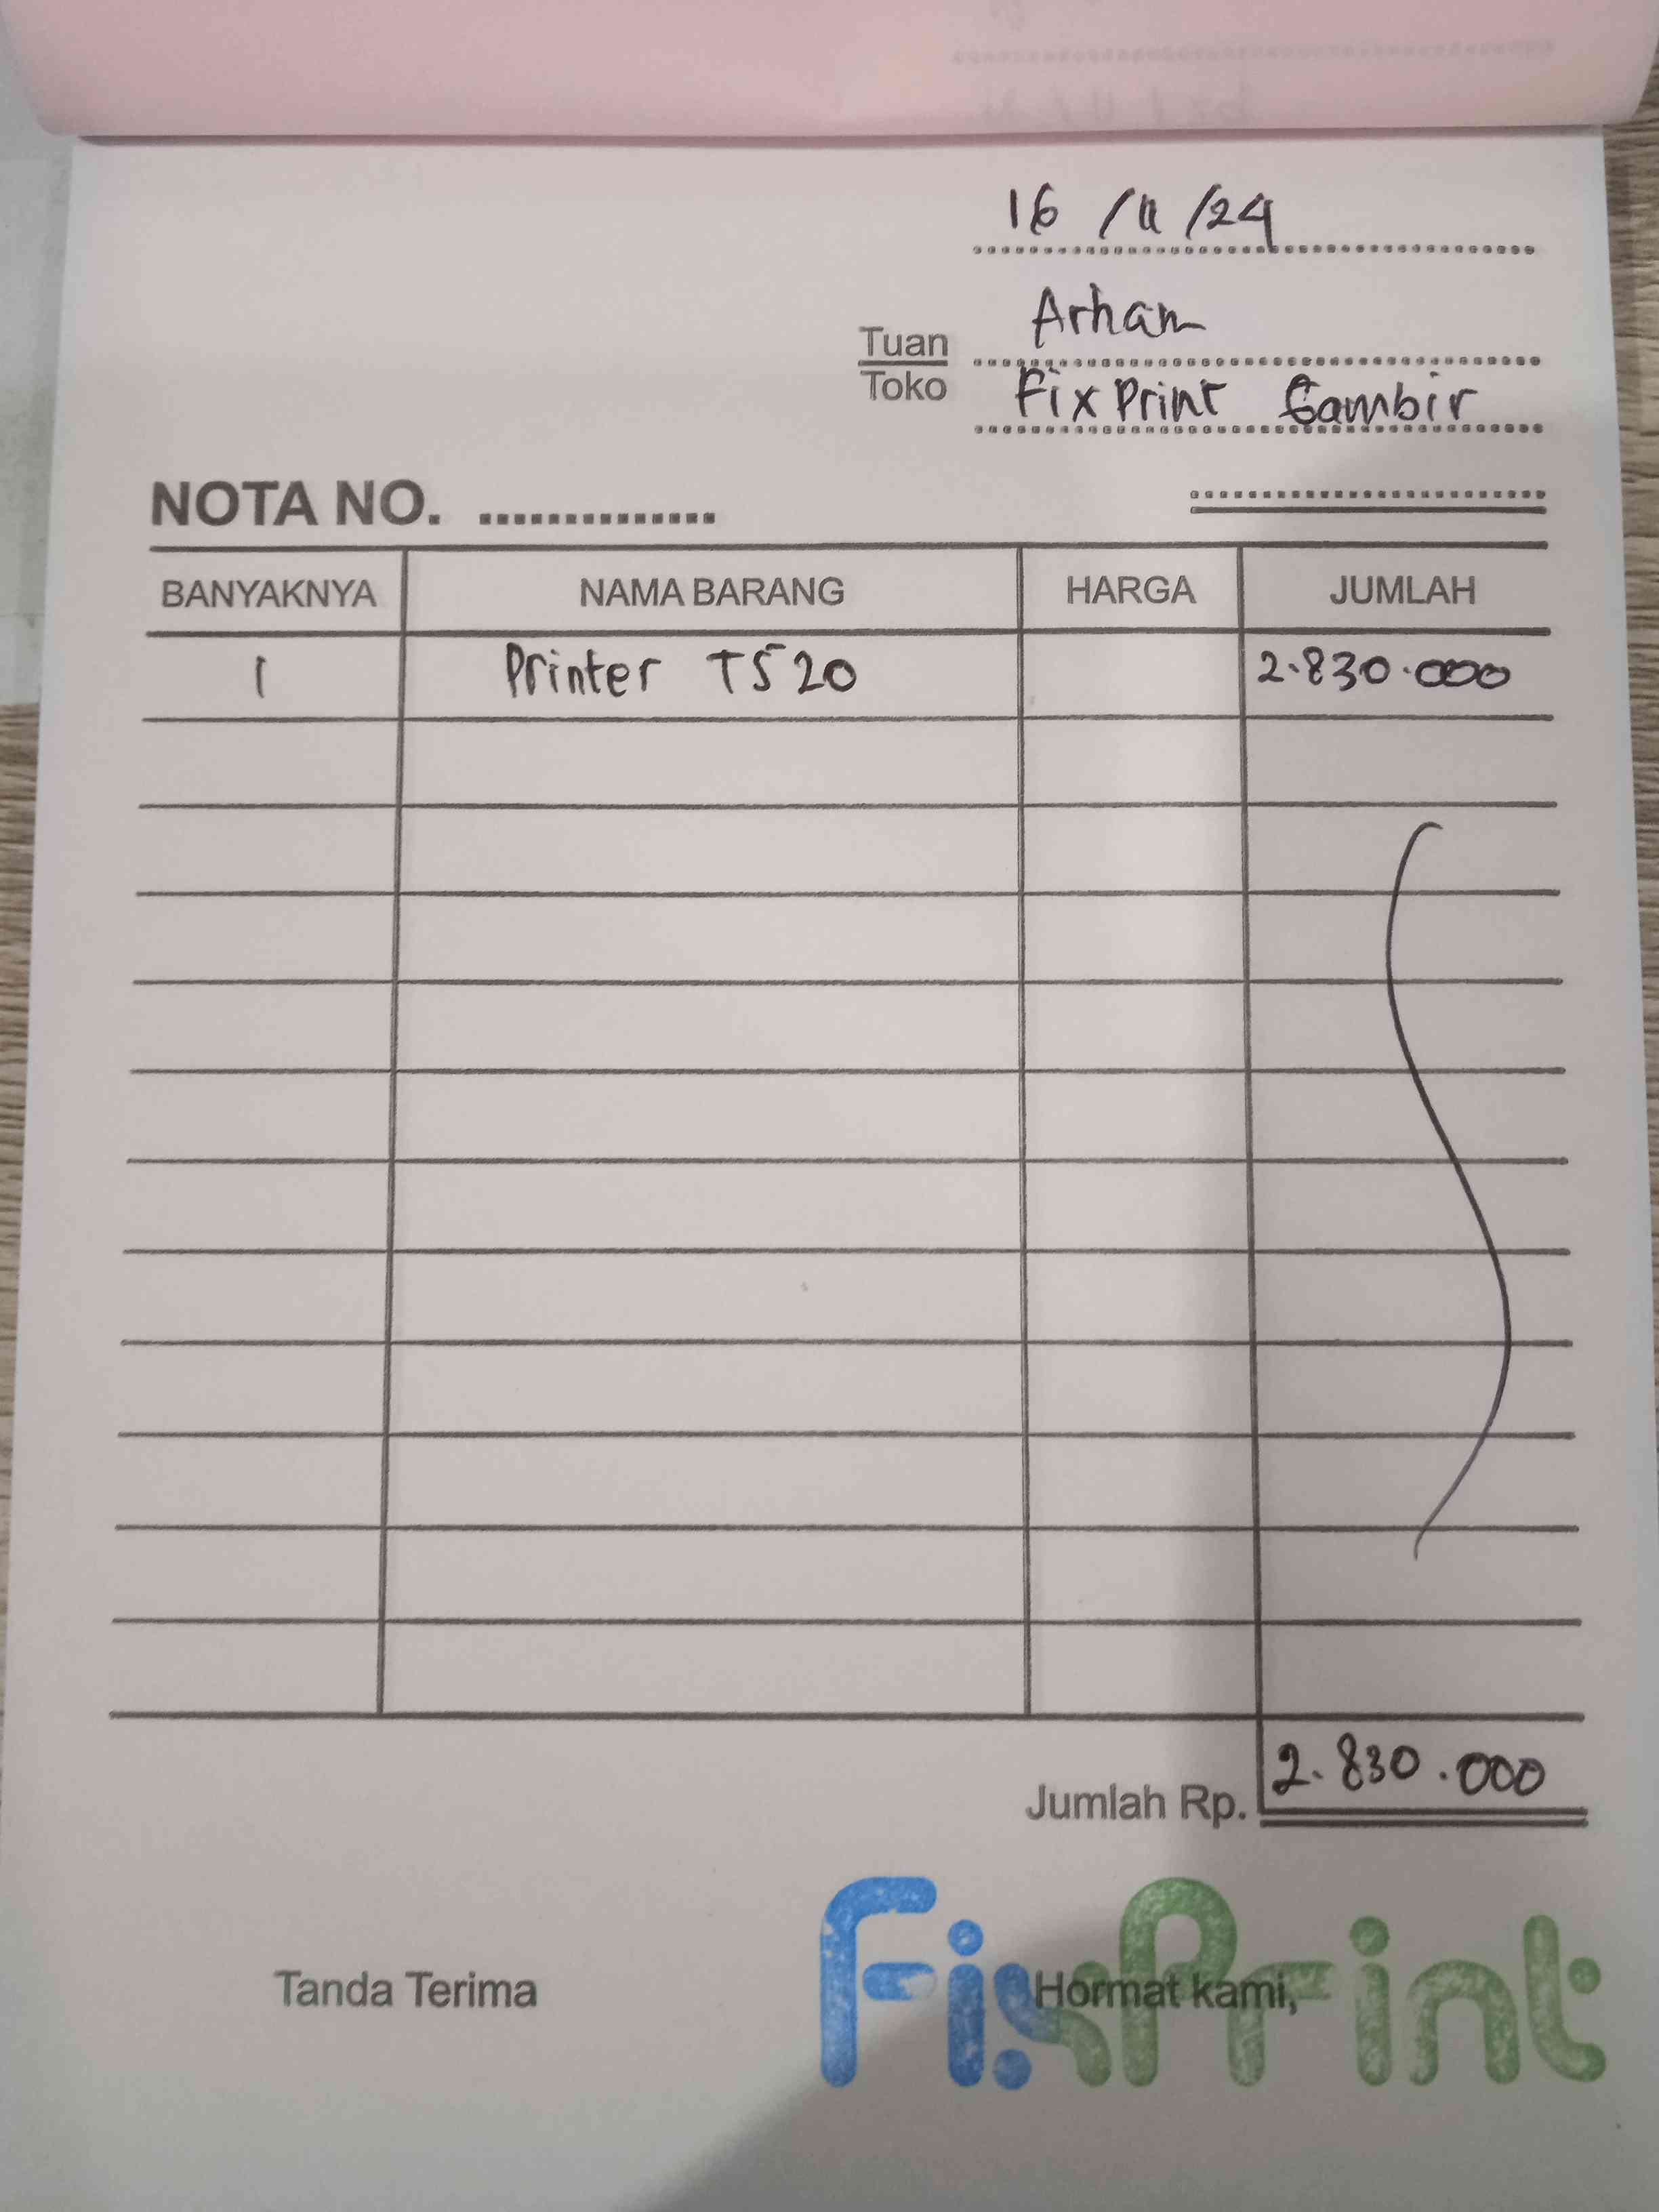 16 /11 /24
Tuan Arham
Toko FixPrint Gambir
NOTA NO. ...............
BANYAKNYA NAMA BARANG HARGA JUMLAH
1 Printer T520 2.830.000
Jumlah Rp. 2.830.000
Tanda Terima Hormat kami,
FixPrint